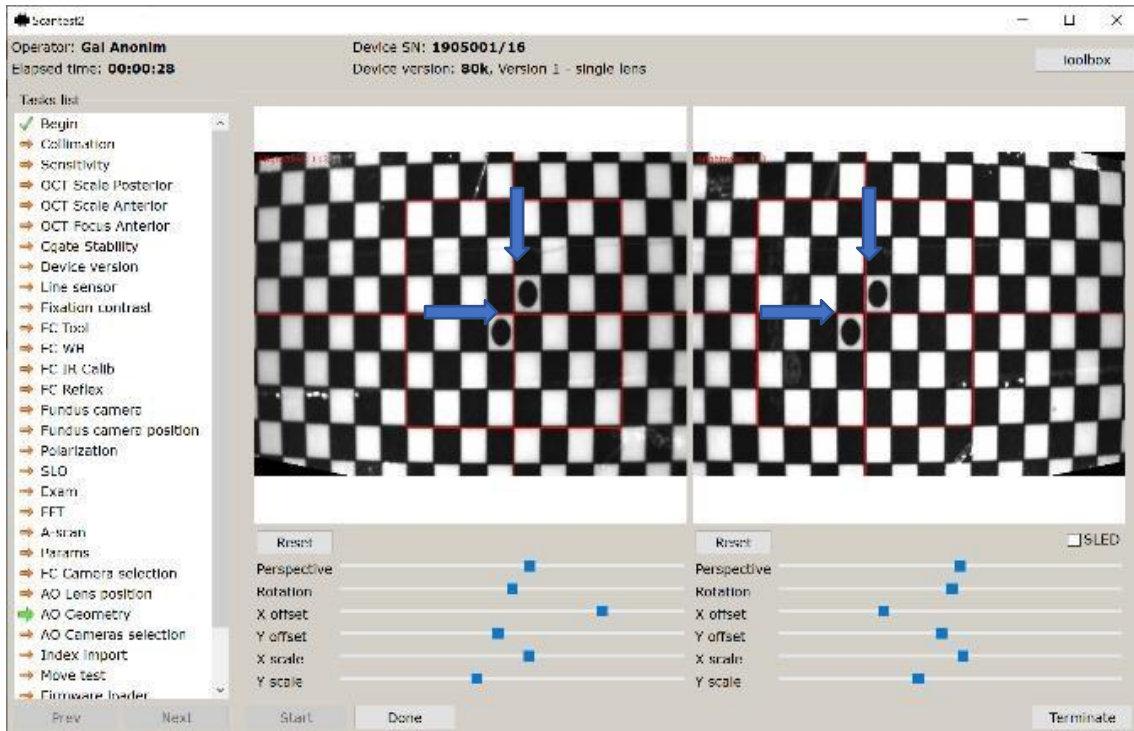 Scantest2
Operator: Gal Anonim
Elapsed time: 00:00:28
Device SN: 1905001/16
Device version: 80k, Version 1 - single lens
Toolbox
Tasks list
Begin
Collimation
Sensitivity
OCT Scale Posterior
OCT Scale Anterior
OCT Focus Anterior
Cgate Stability
Device version
Line sensor
Fixation contrast
FC Tool
FC WB
FC IR Calib
FC Reflex
Fundus camera
Fundus camera position
Polarization
SLO
Exam
FFT
A-scan
Params
FC Camera selection
AO Lens position
AO Geometry
AO Cameras selection
Index import
Move test
Firmware loader
Prev
Next
Reset
Perspective
Rotation
X offset
Y offset
X scale
Y scale
Start
Done
Reset
SLED
Perspective
Rotation
X offset
Y offset
X scale
Y scale
Terminate